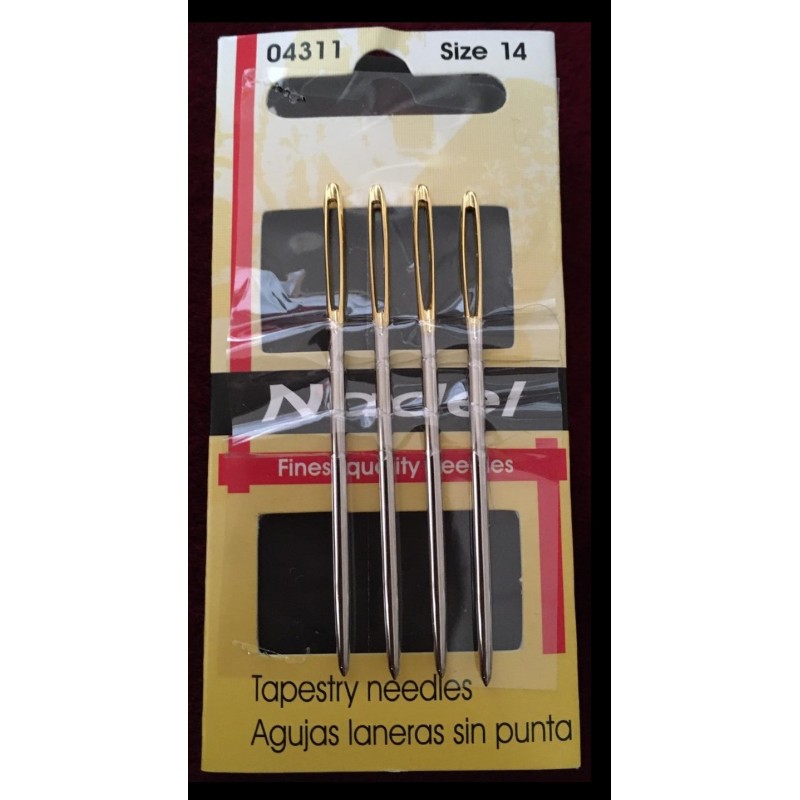 04311 Size 14
Nadel
Finest quality needles
Tapestry needles
Agujas laneras sin punta